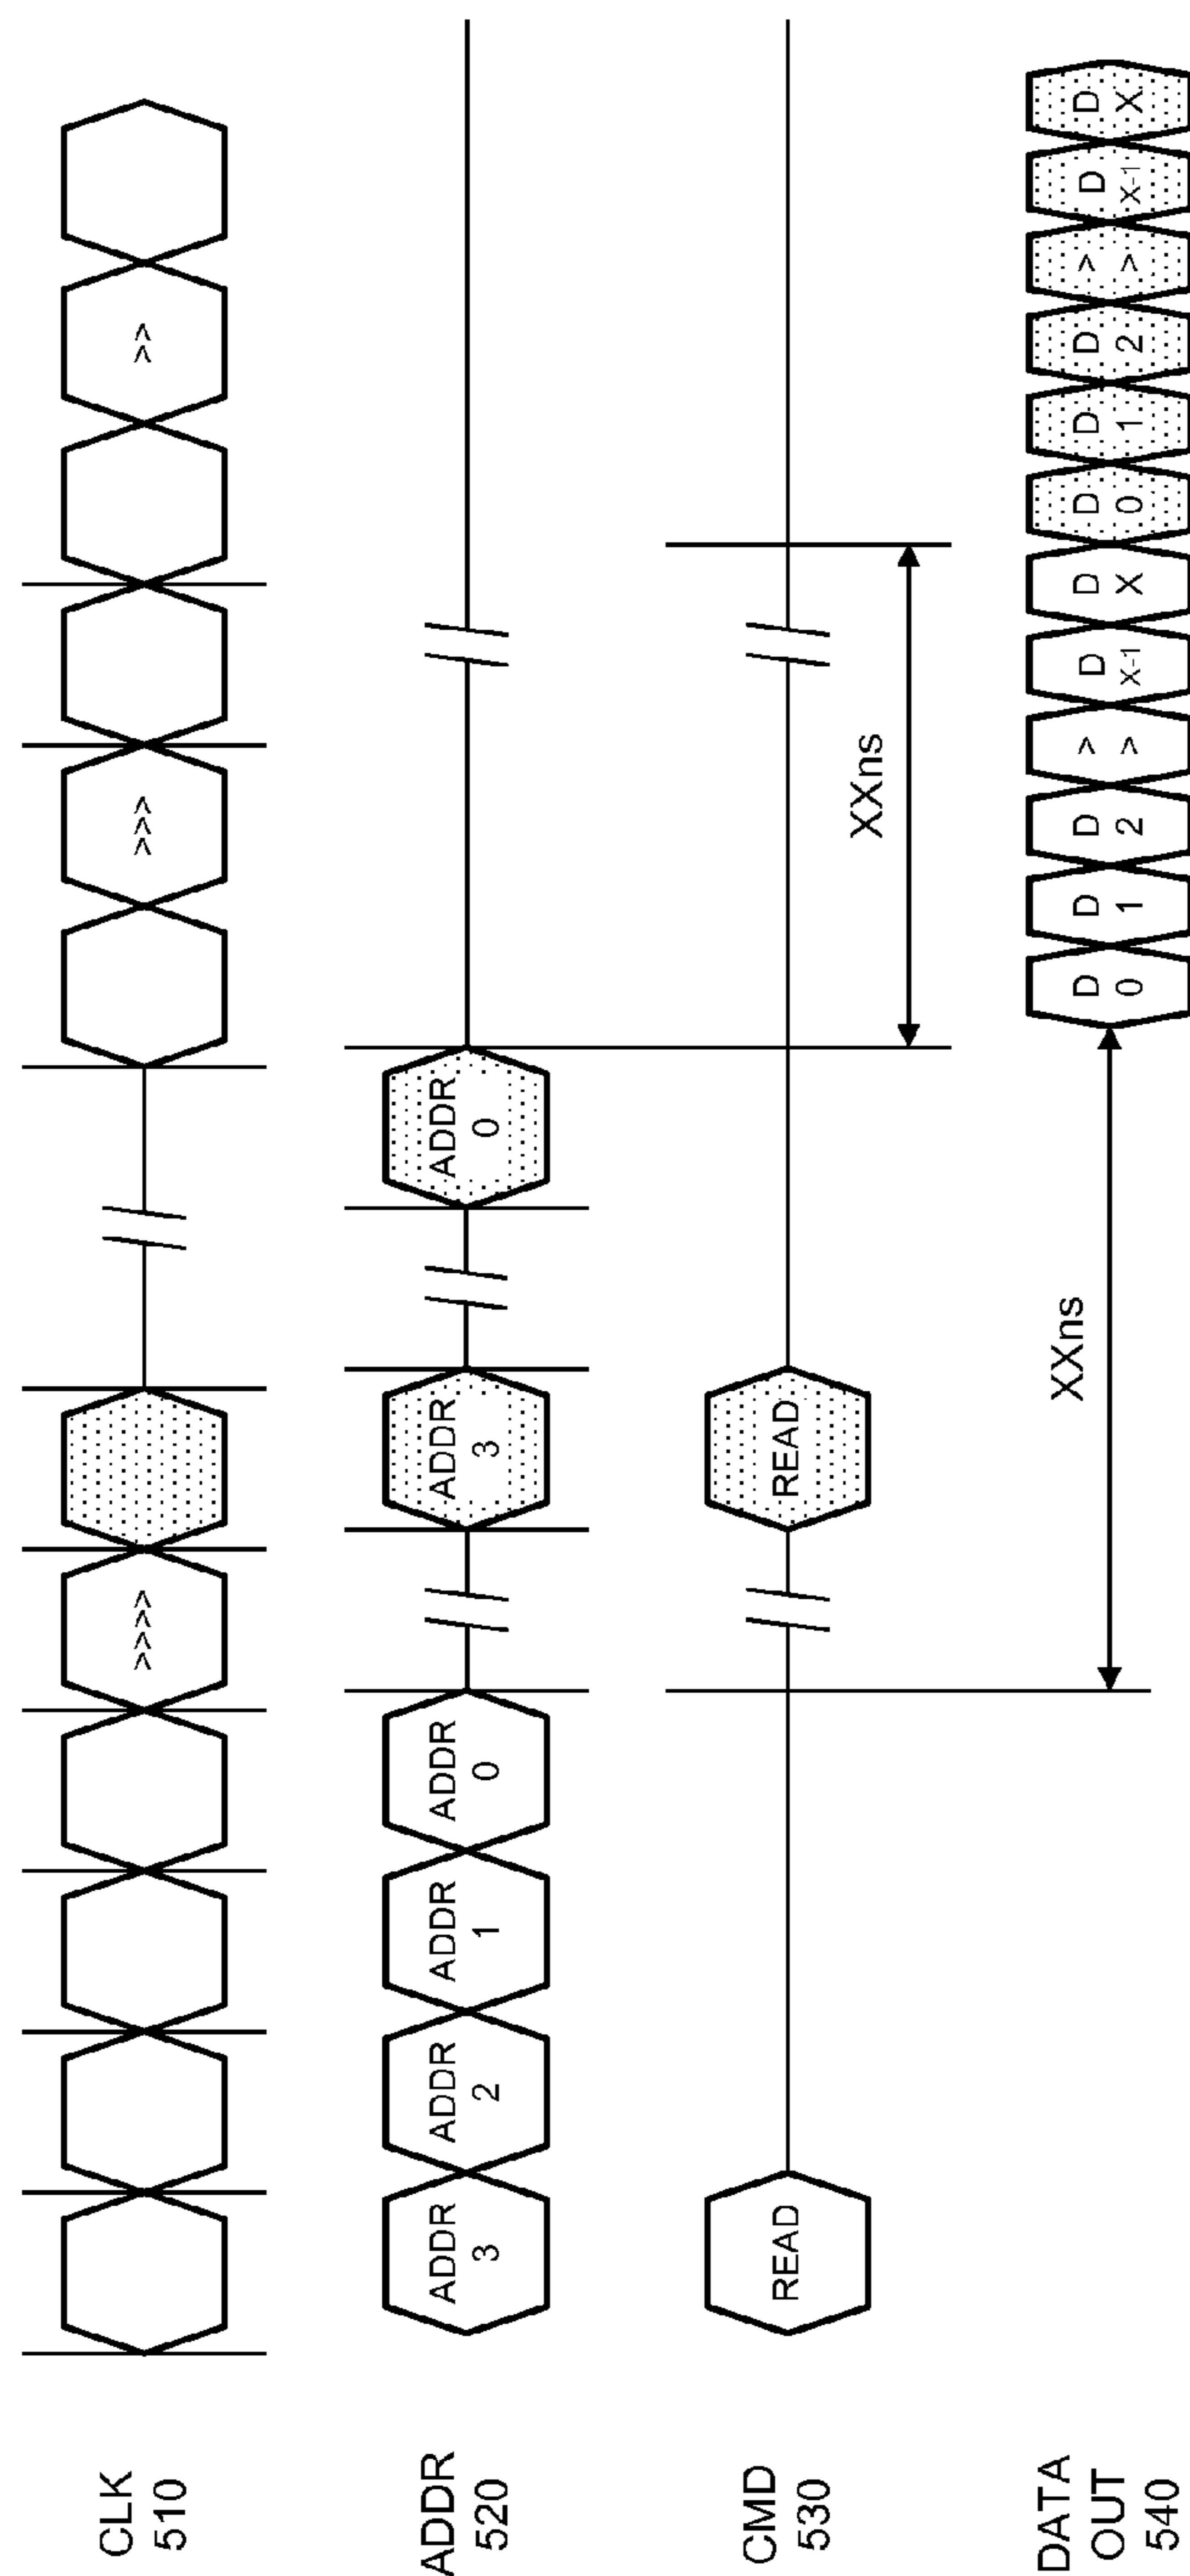 CLK
510
>>>>
>>>
>>
ADDR
520
ADDR
3
ADDR
2
ADDR
1
ADDR
0
ADDR
3
ADDR
0
CMD
530
READ
READ
XXns
DATA
OUT
540
XXns
D
0
D
1
D
2
>
>
D
X-1
D
X
D
0
D
1
D
2
>
>
D
X-1
D
X